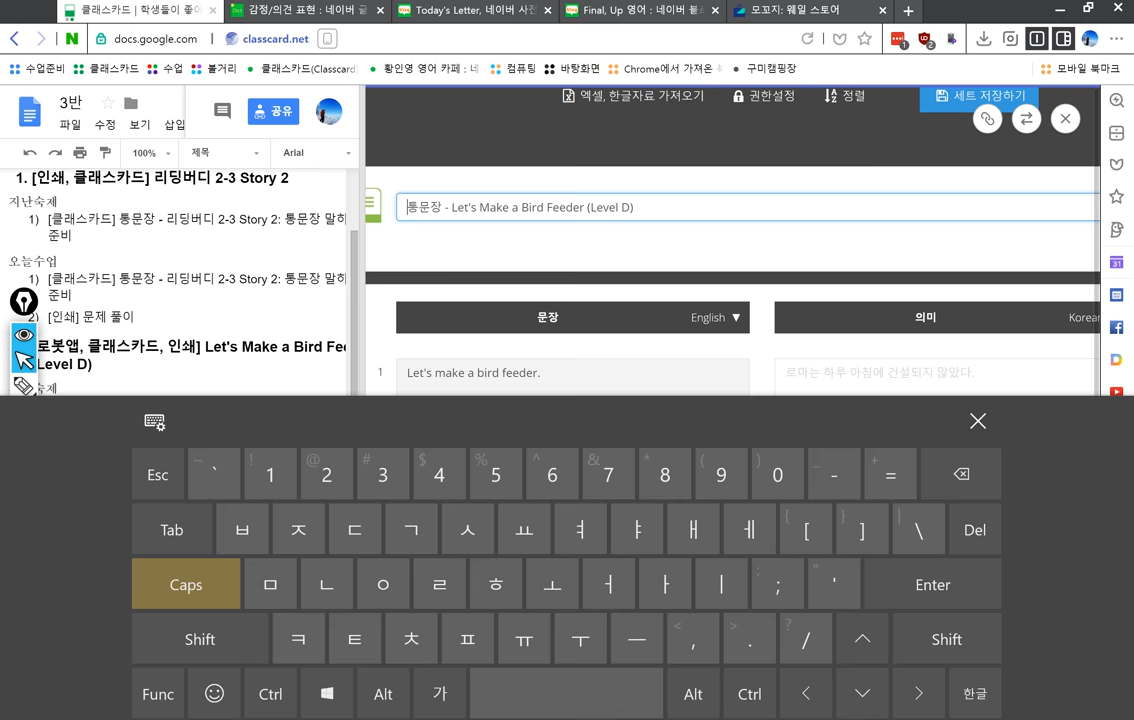 클래스카드 | 학생들이 좋아
감정/의견 표현 : 네이버 글
Today's Letter, 네이버 사전
Final, Up 영어 : 네이버 블로
모꼬지: 웨일 스토어
docs.google.com
classcard.net
수업준비
클래스카드
수업
볼거리
클래스카드(Classcard
황인영 영어 카페 : 네
컴퓨팅
바탕화면
Chrome에서 가져온 북
구미캠핑장
모바일 북마크
3반
파일 수정 보기 삽입
공유
100% 제목 Arial
1. [인쇄, 클래스카드] 리딩버디 2-3 Story 2
지난숙제
1) [클래스카드] 통문장 - 리딩버디 2-3 Story 2: 통문장 말하
준비
오늘수업
1) [클래스카드] 통문장 - 리딩버디 2-3 Story 2: 통문장 말하
준비
2) [인쇄] 문제 풀이
로봇앱, 클래스카드, 인쇄] Let's Make a Bird Fe
Level D)
숙제
엑셀, 한글자료 가져오기
권한설정
정렬
세트 저장하기
통문장 - Let's Make a Bird Feeder (Level D)
문장 English ▼
의미 Korean
1 Let's make a bird feeder.
로마는 하루 아침에 건설되지 않았다.
Esc ~ ` ! 1 @ 2 # 3 $ 4 % 5 ^ 6 & 7 * 8 ( 9 ) 0 _ - + =
Tab ㅂ ㅈ ㄷ ㄱ ㅅ ㅛ ㅕ ㅑ ㅐ ㅔ { [ } ] | \ Del
Caps ㅁ ㄴ ㅇ ㄹ ㅎ ㅗ ㅓ ㅏ ㅣ : ; " ' Enter
Shift ㅋ ㅌ ㅊ ㅍ ㅠ ㅜ ㅡ < , > . ? / Shift
Func Ctrl Alt 가 Alt Ctrl 한글